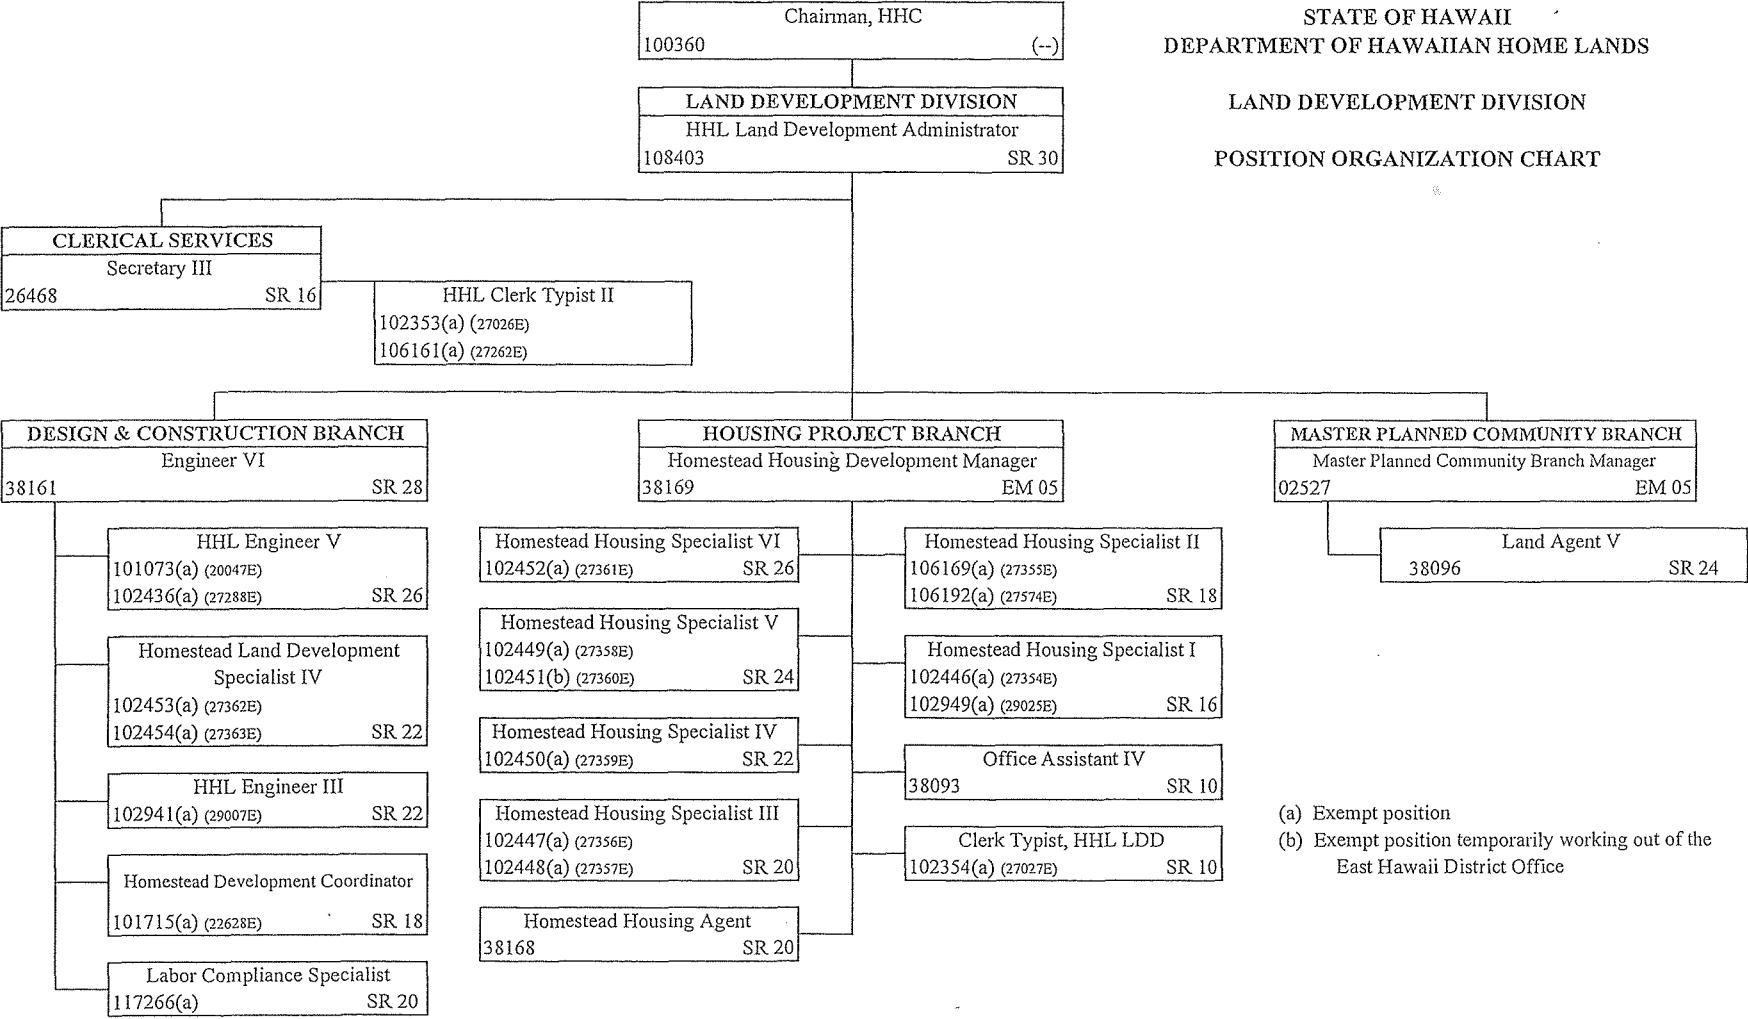 Chairman, HHC
100360 (--)
STATE OF HAWAII
DEPARTMENT OF HAWAIIAN HOME LANDS
LAND DEVELOPMENT DIVISION
POSITION ORGANIZATION CHART
LAND DEVELOPMENT DIVISION
HHL Land Development Administrator
108403 SR 30
CLERICAL SERVICES
Secretary III
26468 SR 16
HHL Clerk Typist II
102353(a) (27026E)
106161(a) (27262E)
DESIGN & CONSTRUCTION BRANCH
Engineer VI
38161 SR 28
HHL Engineer V
101073(a) (20047E)
102436(a) (27288E) SR 26
Homestead Land Development
Specialist IV
102453(a) (27362E)
102454(a) (27363E) SR 22
HHL Engineer III
102941(a) (29007E) SR 22
Homestead Development Coordinator
101715(a) (22628E) SR 18
Labor Compliance Specialist
117266(a) SR 20
HOUSING PROJECT BRANCH
Homestead Housing Development Manager
38169 EM 05
Homestead Housing Specialist VI
102452(a) (27361E) SR 26
Homestead Housing Specialist V
102449(a) (27358E)
102451(b) (27360E) SR 24
Homestead Housing Specialist IV
102450(a) (27359E) SR 22
Homestead Housing Specialist III
102447(a) (27356E)
102448(a) (27357E) SR 20
Homestead Housing Agent
38168 SR 20
Homestead Housing Specialist II
106169(a) (27355E)
106192(a) (27574E) SR 18
Homestead Housing Specialist I
102446(a) (27354E)
102949(a) (29025E) SR 16
Office Assistant IV
38093 SR 10
Clerk Typist, HHL LDD
102354(a) (27027E) SR 10
MASTER PLANNED COMMUNITY BRANCH
Master Planned Community Branch Manager
02527 EM 05
Land Agent V
38096 SR 24
(a) Exempt position
(b) Exempt position temporarily working out of the
East Hawaii District Office